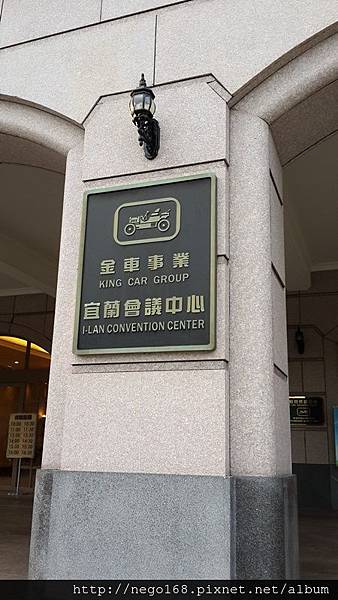 金車事業
KING CAR GROUP
宜蘭會議中心
I-LAN CONVENTION CENTER
http://nego168.pixnet.net/album